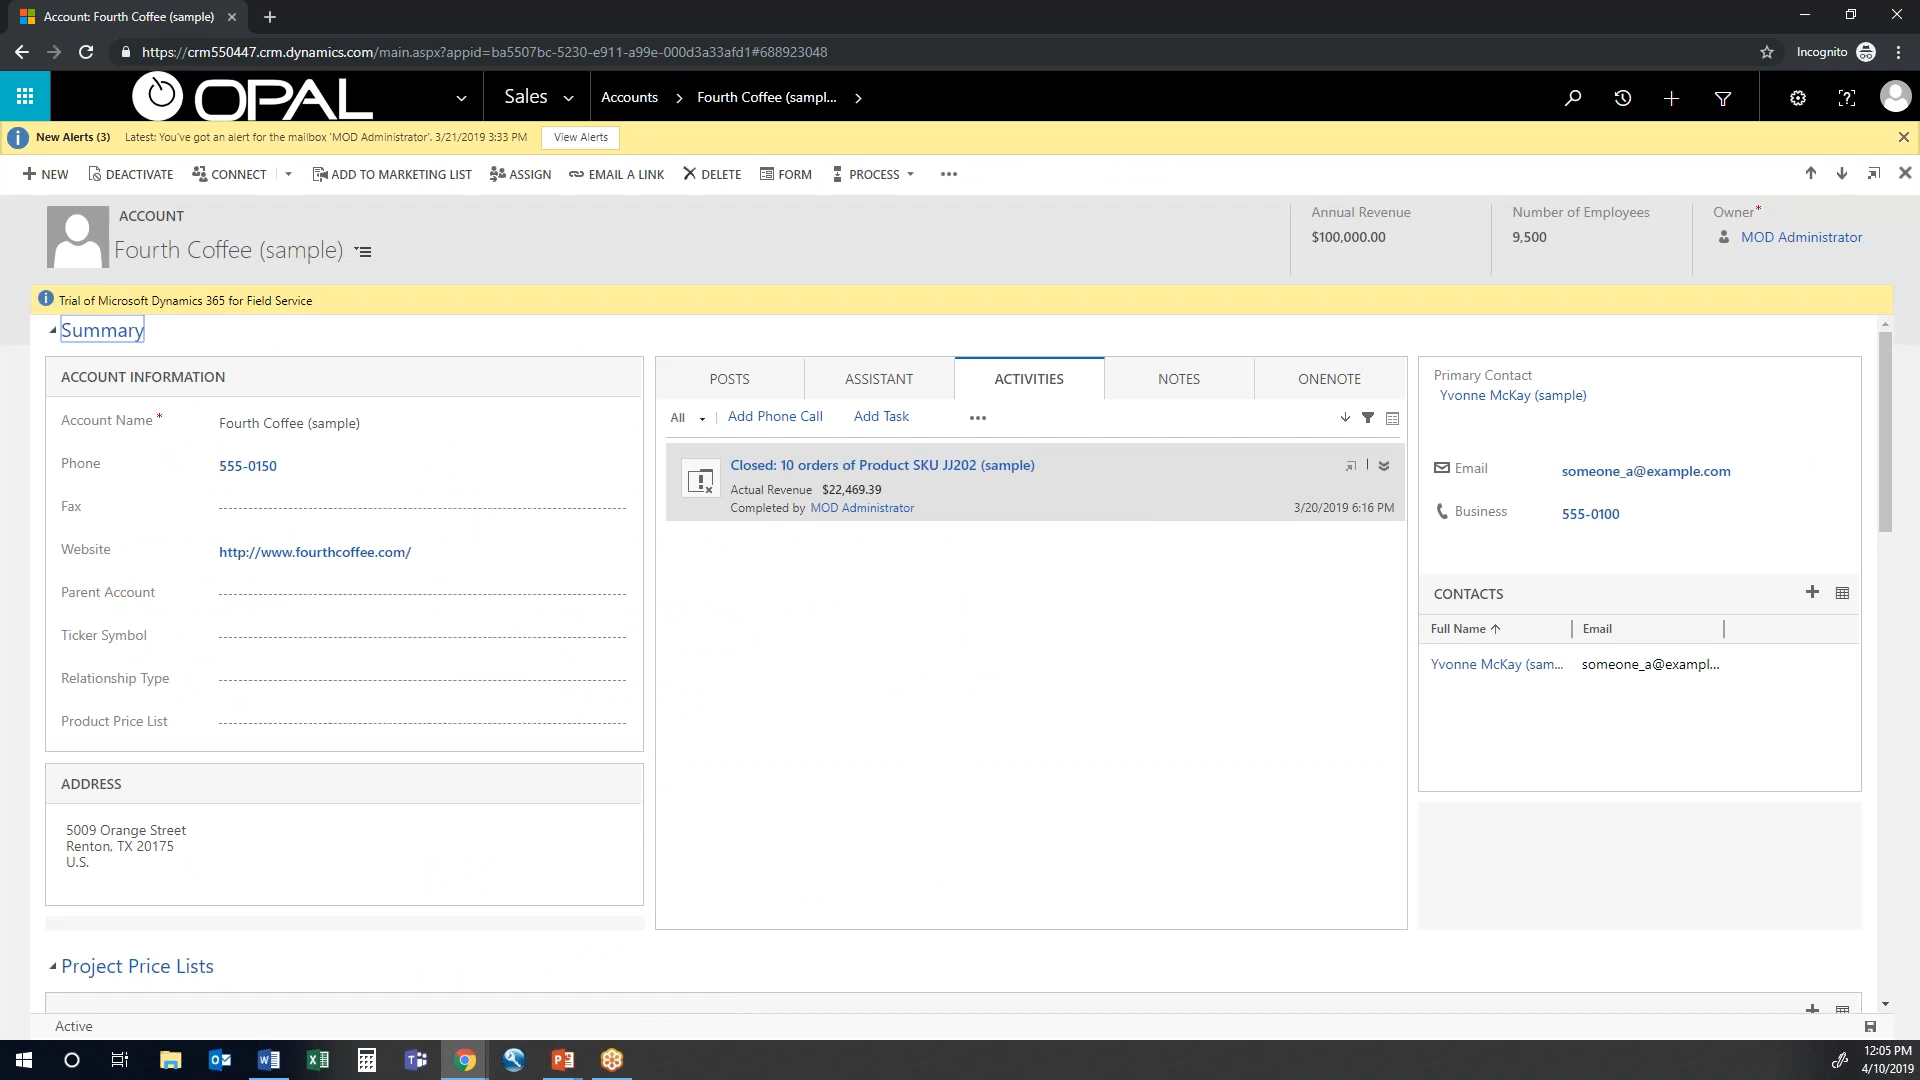 Account: Fourth Coffee (sample)
https://crm550447.crm.dynamics.com/main.aspx?appid=ba5507bc-5230-e911-a99e-000d3a33afd1#688923048
Incognito
OPAL
Sales
Accounts
Fourth Coffee (sampl...
New Alerts (3) Latest: You've got an alert for the mailbox 'MOD Administrator'. 3/21/2019 3:33 PM View Alerts
NEW
DEACTIVATE
CONNECT
ADD TO MARKETING LIST
ASSIGN
EMAIL A LINK
DELETE
FORM
PROCESS
ACCOUNT
Fourth Coffee (sample)
Annual Revenue
$100,000.00
Number of Employees
9,500
Owner*
MOD Administrator
Trial of Microsoft Dynamics 365 for Field Service
Summary
ACCOUNT INFORMATION
Account Name * Fourth Coffee (sample)
Phone 555-0150
Fax
Website http://www.fourthcoffee.com/
Parent Account
Ticker Symbol
Relationship Type
Product Price List
ADDRESS
5009 Orange Street
Renton, TX 20175
U.S.
POSTS
ASSISTANT
ACTIVITIES
NOTES
ONENOTE
All
Add Phone Call
Add Task
Closed: 10 orders of Product SKU JJ202 (sample)
Actual Revenue $22,469.39
Completed by MOD Administrator 3/20/2019 6:16 PM
Primary Contact
Yvonne McKay (sample)
Email someone_a@example.com
Business 555-0100
CONTACTS
Full Name Email
Yvonne McKay (sam... someone_a@exampl...
Project Price Lists
Active
12:05 PM
4/10/2019